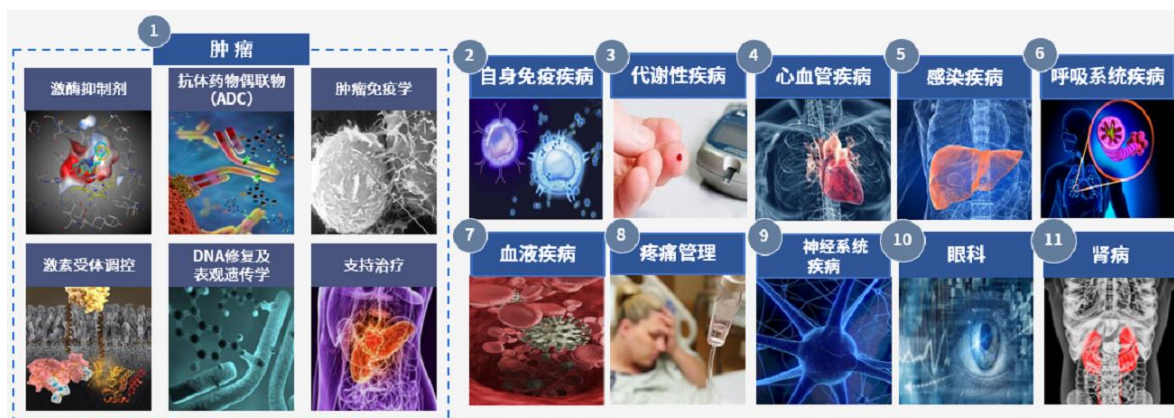 1
肿瘤
激酶抑制剂
抗体药物偶联物
（ADC）
肿瘤免疫学
激素受体调控
DNA修复及
表观遗传学
支持治疗
2
自身免疫疾病
3
代谢性疾病
4
心血管疾病
5
感染疾病
6
呼吸系统疾病
7
血液疾病
8
疼痛管理
9
神经系统
疾病
10
眼科
11
肾病